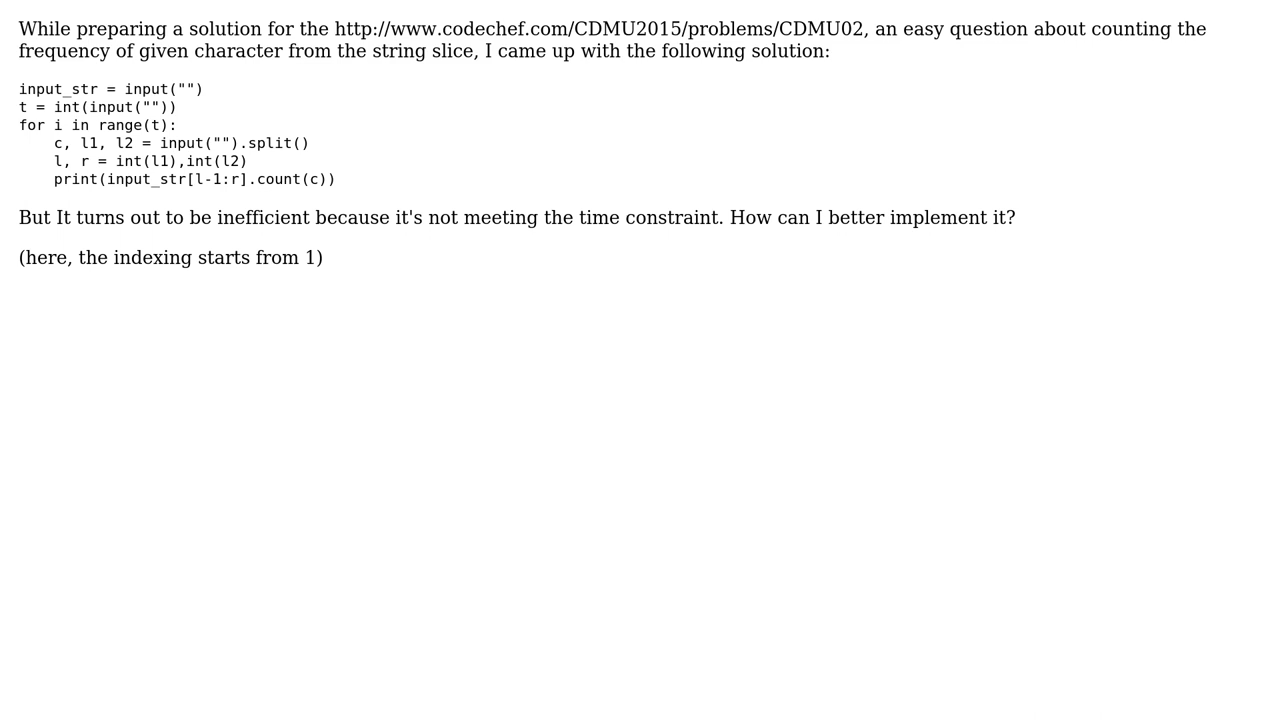 While preparing a solution for the http://www.codechef.com/CDMU2015/problems/CDMU02, an easy question about counting the
frequency of given character from the string slice, I came up with the following solution:
input_str = input("")
t = int(input(""))
for i in range(t):
    c, l1, l2 = input("").split()
    l, r = int(l1),int(l2)
    print(input_str[l-1:r].count(c))
But It turns out to be inefficient because it's not meeting the time constraint. How can I better implement it?
(here, the indexing starts from 1)